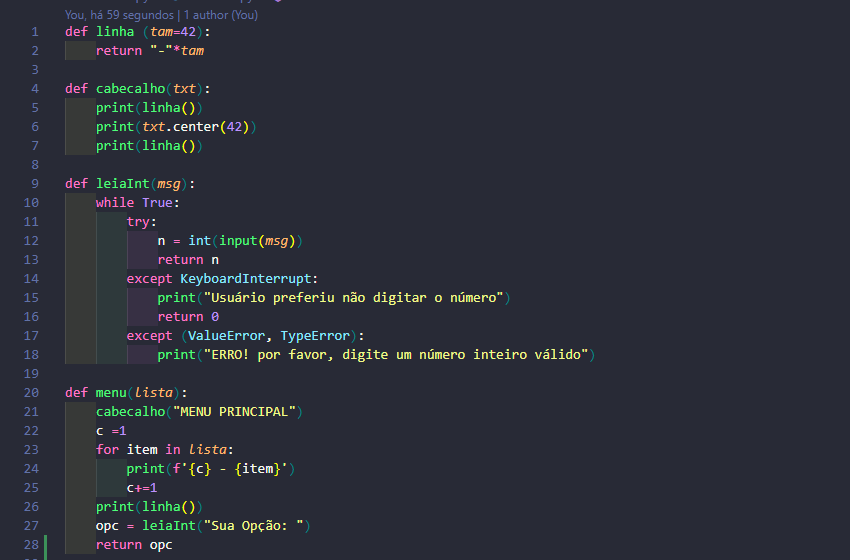 You, há 59 segundos | 1 author (You)
1 def linha (tam=42):
2     return "-"*tam
3
4 def cabecalho(txt):
5     print(linha())
6     print(txt.center(42))
7     print(linha())
8
9 def leiaInt(msg):
10     while True:
11         try:
12             n = int(input(msg))
13             return n
14         except KeyboardInterrupt:
15             print("Usuário preferiu não digitar o número")
16             return 0
17         except (ValueError, TypeError):
18             print("ERRO! por favor, digite um número inteiro válido")
19
20 def menu(lista):
21     cabecalho("MENU PRINCIPAL")
22     c =1
23     for item in lista:
24         print(f'{c} - {item}')
25         c+=1
26     print(linha())
27     opc = leiaInt("Sua Opção: ")
28     return opc